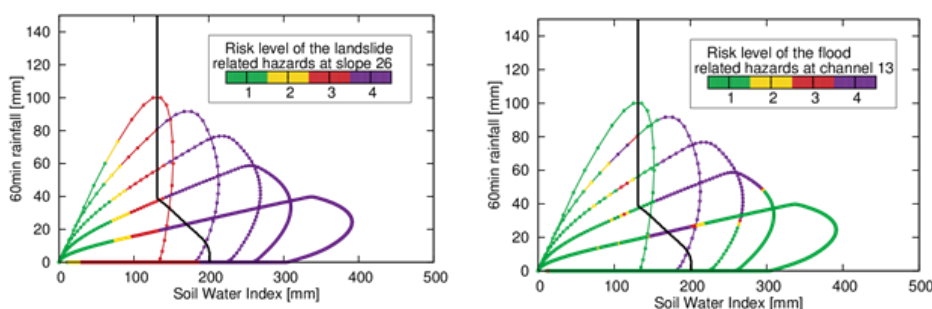 140
120
100
80
60
40
20
0
60min rainfall [mm]
Risk level of the landslide
related hazards at slope 26
1 2 3 4
0 100 200 300 400 500
Soil Water Index [mm]
140
120
100
80
60
40
20
0
60min rainfall [mm]
Risk level of the flood
related hazards at channel 13
1 2 3 4
0 100 200 300 400 500
Soil Water Index [mm]